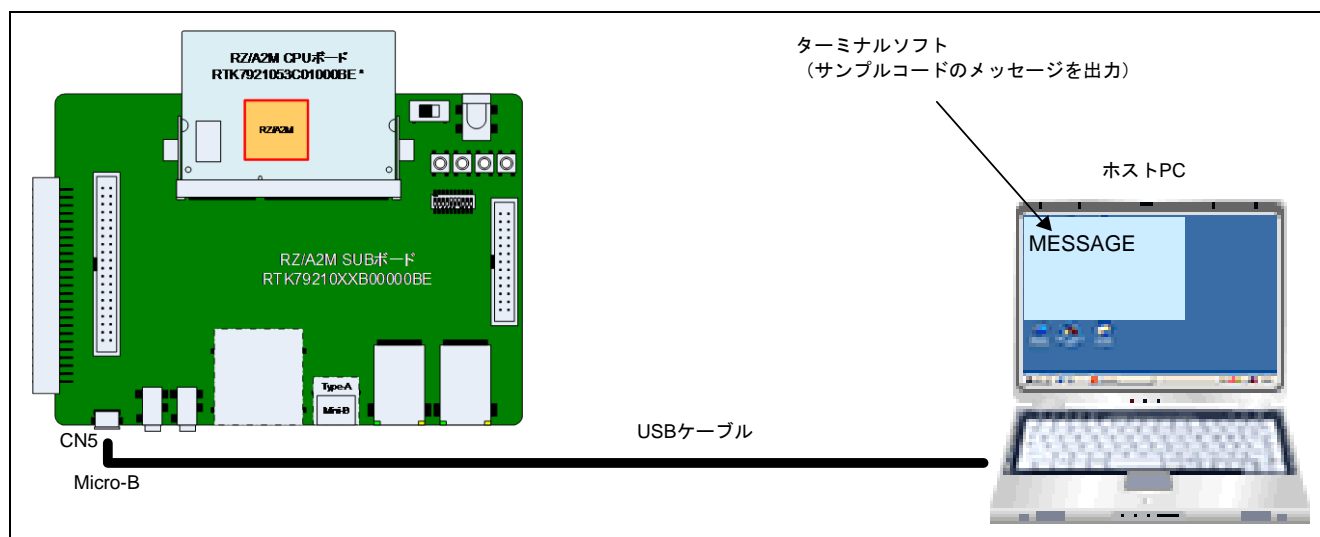 RZ/A2M CPUボード
RTK7921053C01000BE *
RZ/A2M
RZ/A2M SUBボード
RTK79210XXB00000BE
Type-A
Mini-B
CN5
Micro-B
USBケーブル
ターミナルソフト
（サンプルコードのメッセージを出力）
ホストPC
MESSAGE